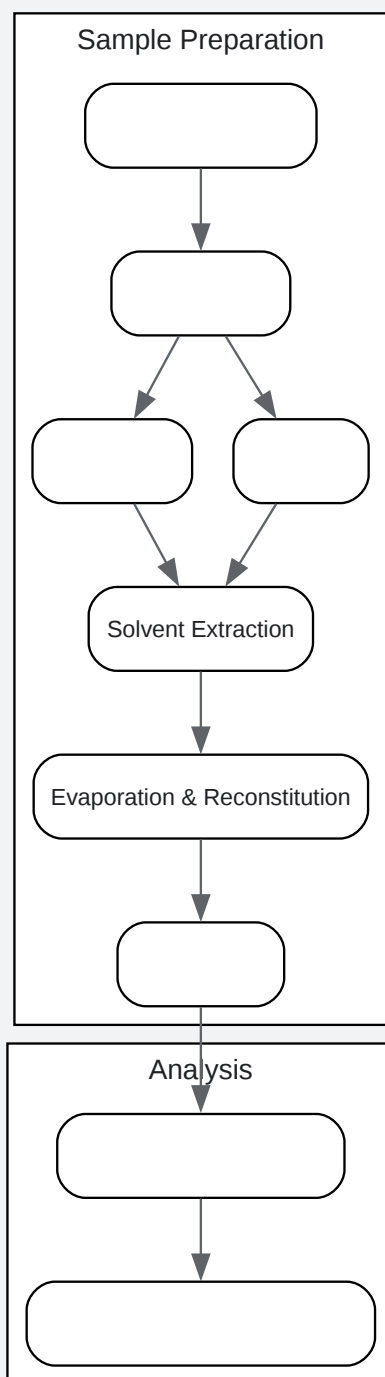 Sample Preparation
Solvent Extraction
Evaporation & Reconstitution
Analysis